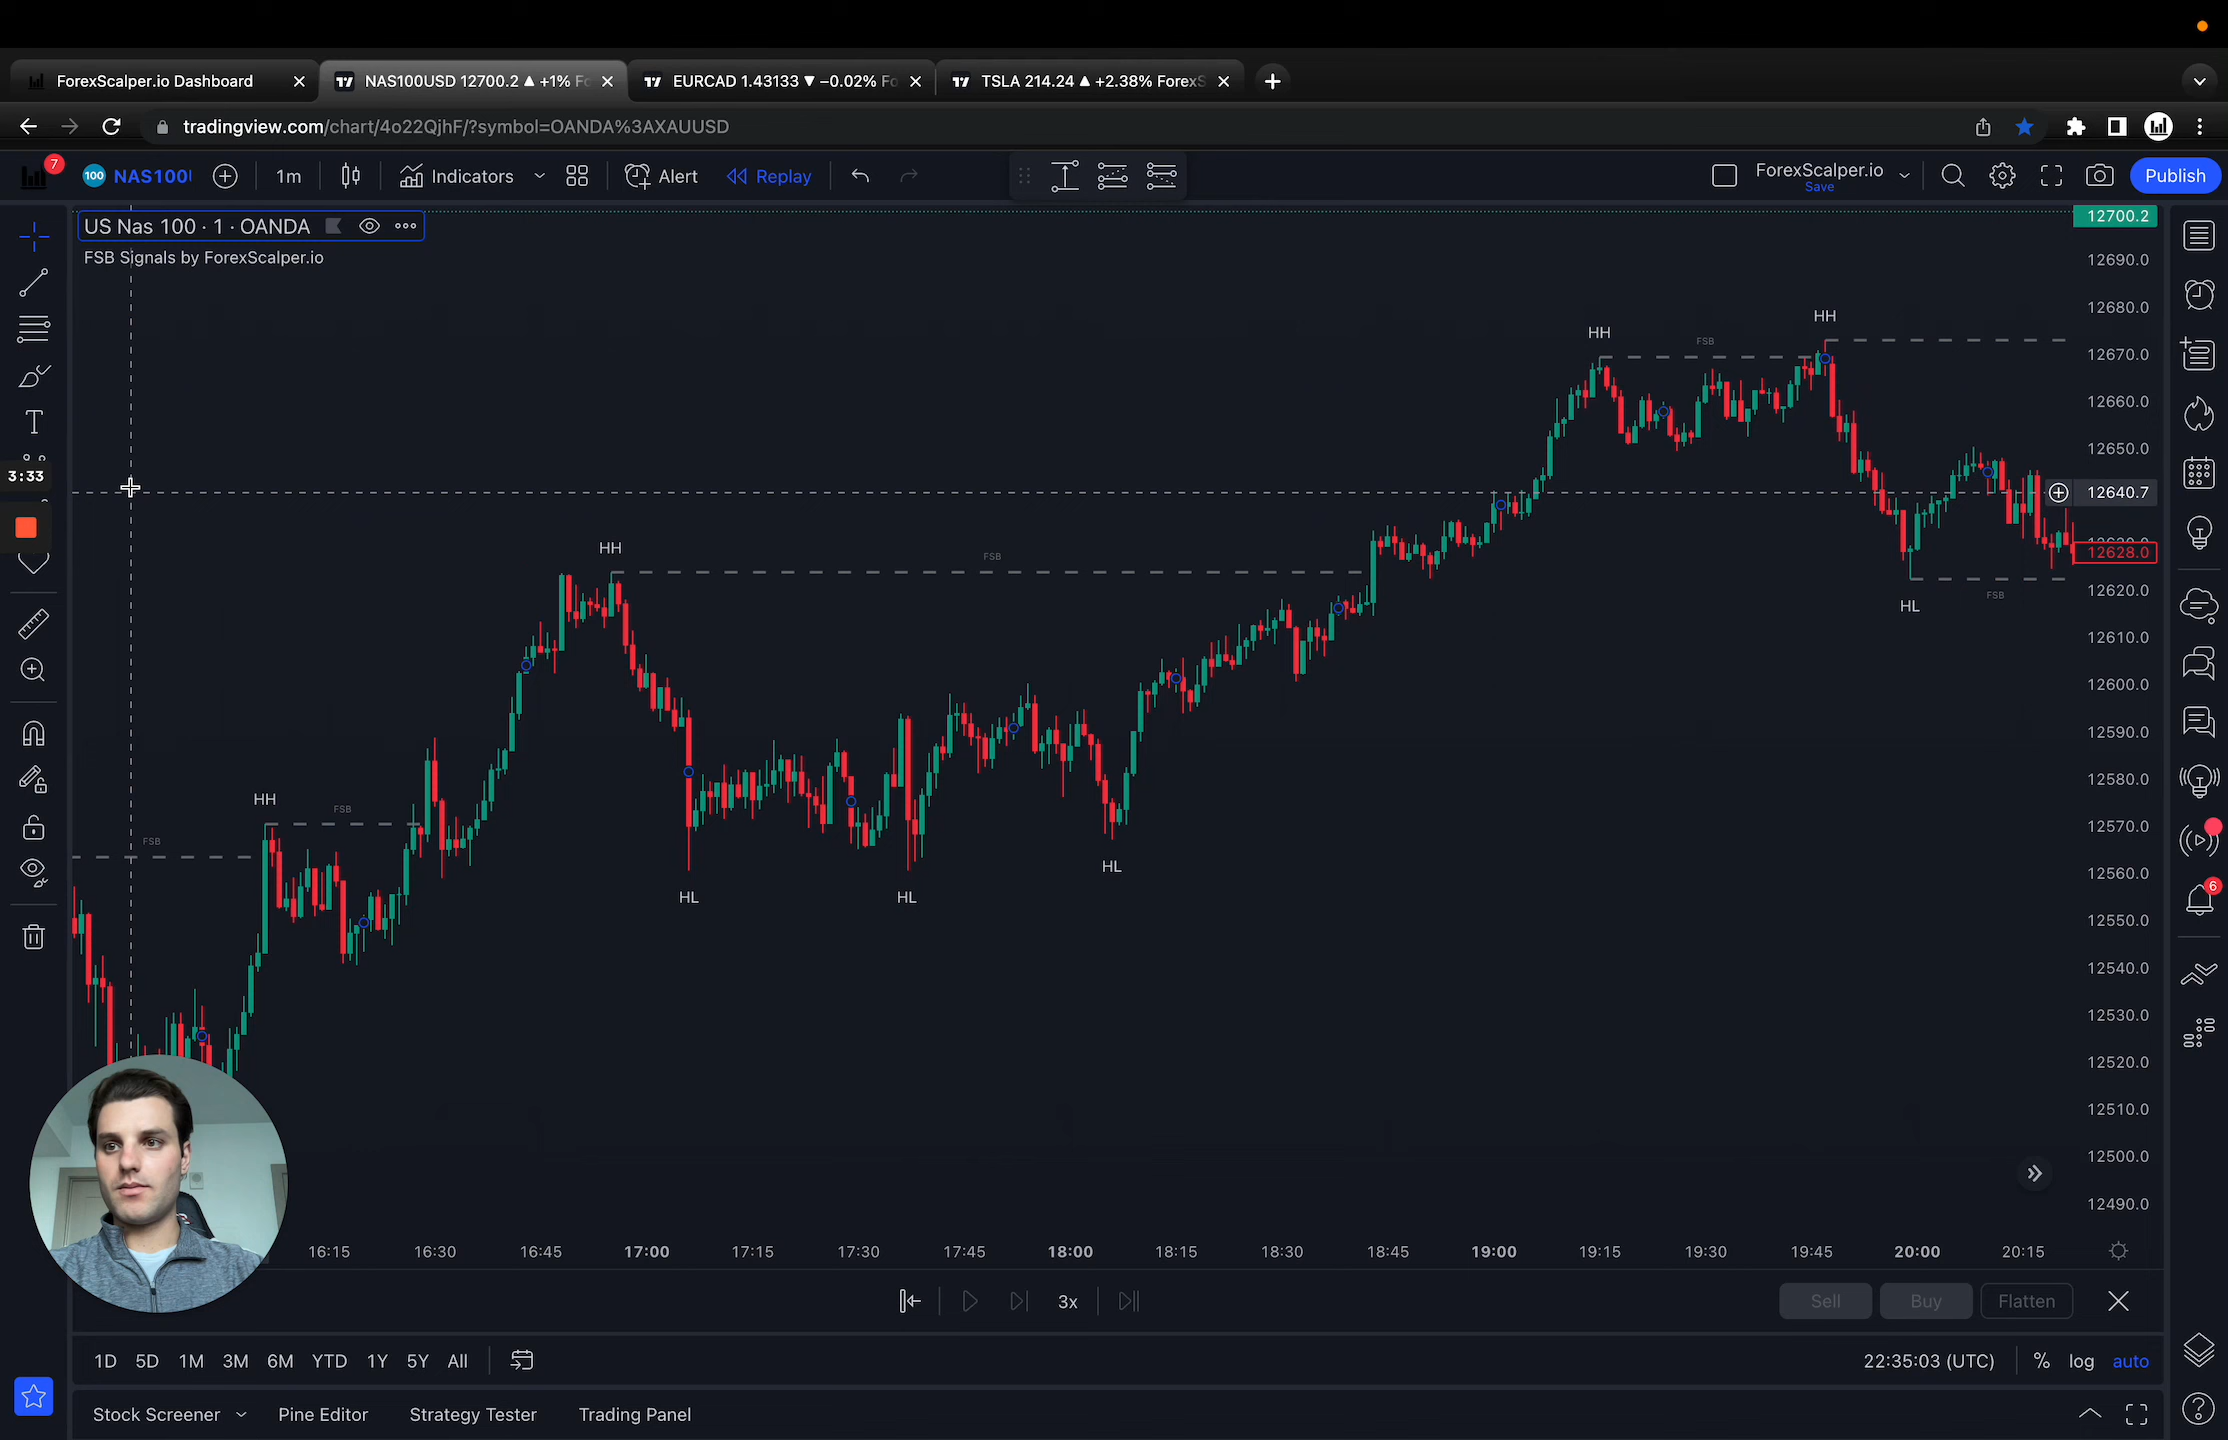 ForexScalper.io Dashboard
NAS100USD 12700.2 ▲ +1% Fo
EURCAD 1.43133 ▼ −0.02% Fo
TSLA 214.24 ▲ +2.38% ForexS
tradingview.com/chart/4o22QjhF/?symbol=OANDA%3AXAUUSD
7
100
NAS100
1m
Indicators
Alert
Replay
ForexScalper.io
Save
Publish
US Nas 100 · 1 · OANDA
FSB Signals by ForexScalper.io
12700.2
12690.0
12680.0
12670.0
12660.0
12650.0
12640.7
12628.0
12620.0
12610.0
12600.0
12590.0
12580.0
12570.0
12560.0
12550.0
12540.0
12530.0
12520.0
12510.0
12500.0
12490.0
3:33
HH
FSB
HH
HH
FSB
HL
FSB
HH
FSB
FSB
HL
HL
HL
6
16:15 16:30 16:45 17:00 17:15 17:30 17:45 18:00 18:15 18:30 18:45 19:00 19:15 19:30 19:45 20:00 20:15
3x
Sell
Buy
Flatten
1D 5D 1M 3M 6M YTD 1Y 5Y All
22:35:03 (UTC)
% log auto
Stock Screener
Pine Editor
Strategy Tester
Trading Panel